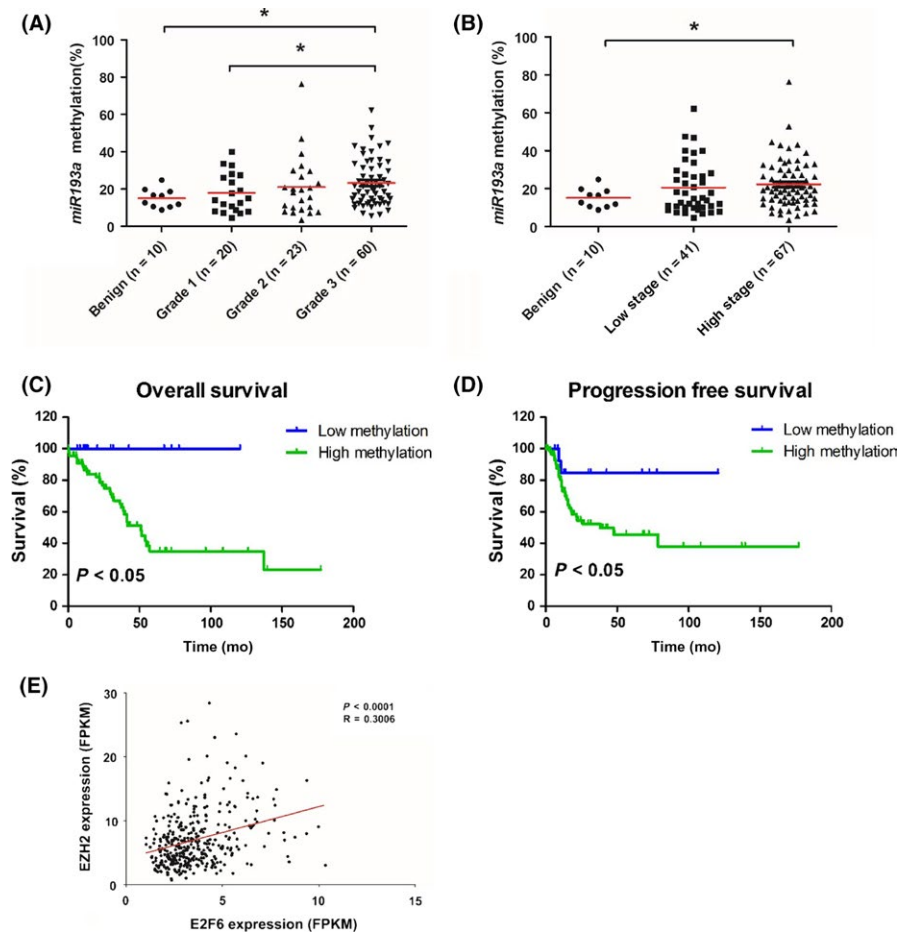 (A)
*
*
miR193a methylation(%)
100
80
60
40
20
0
Benign (n = 10)
Grade 1 (n = 20)
Grade 2 (n = 23)
Grade 3 (n = 60)
(B)
*
miR193a methylation (%)
100
80
60
40
20
0
Benign (n = 10)
Low stage (n = 41)
High stage (n = 67)
(C)
Overall survival
Low methylation
High methylation
Survival (%)
120
100
80
60
40
20
0
P < 0.05
0 50 100 150 200
Time (mo)
(D)
Progression free survival
Low methylation
High methylation
Survival (%)
120
100
80
60
40
20
0
P < 0.05
0 50 100 150 200
Time (mo)
(E)
P < 0.0001
R = 0.3006
EZH2 expression (FPKM)
30
20
10
0
0 5 10 15
E2F6 expression (FPKM)